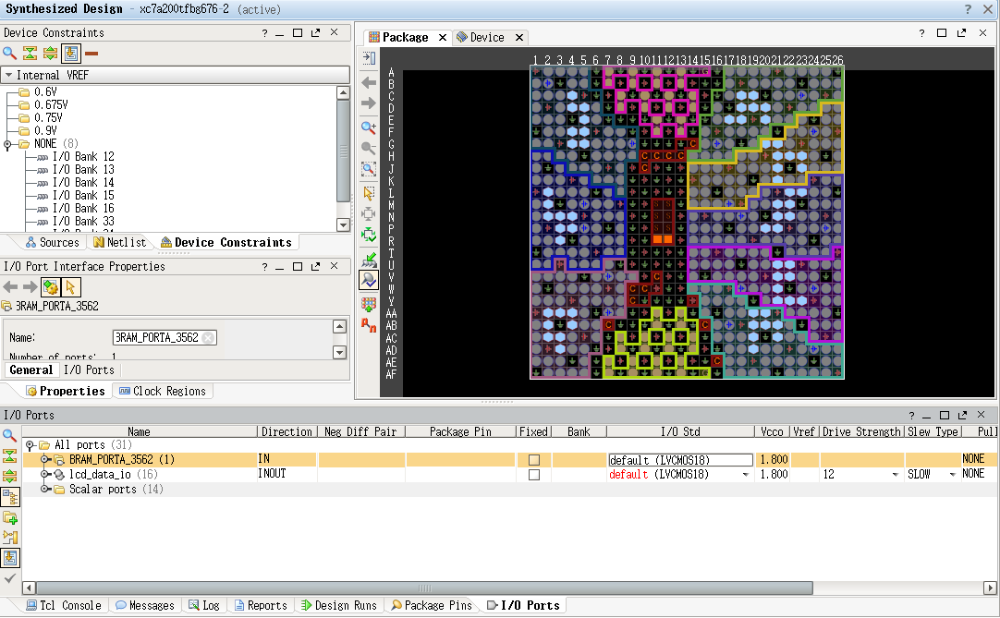 Synthesized Design - xc7a200tfbg676-2 (active)
Device Constraints
Internal VREF
0.6V
0.675V
0.75V
0.9V
NONE (8)
I/O Bank 12
I/O Bank 13
I/O Bank 14
I/O Bank 15
I/O Bank 16
I/O Bank 33
Sources Netlist Device Constraints
I/O Port Interface Properties
BRAM_PORTA_3562
Name: BRAM_PORTA_3562
Number of ports: 1
General I/O Ports
Properties Clock Regions
Package Device
1 2 3 4 5 6 7 8 9 10 11 12 13 14 15 16 17 18 19 20 21 22 23 24 25 26
A
B
C
D
E
F
G
H
J
K
L
M
N
P
R
T
U
V
W
Y
AA
AB
AC
AD
AE
AF
I/O Ports
Name Direction Neg Diff Pair Package Pin Fixed Bank I/O Std Vcco Vref Drive Strength Slew Type Pull
All ports (31)
BRAM_PORTA_3562 (1) IN default (LVCMOS18) 1.800 NONE
lcd_data_io (16) INOUT default (LVCMOS18) 1.800 12 SLOW NONE
Scalar ports (14)
Tcl Console Messages Log Reports Design Runs Package Pins I/O Ports